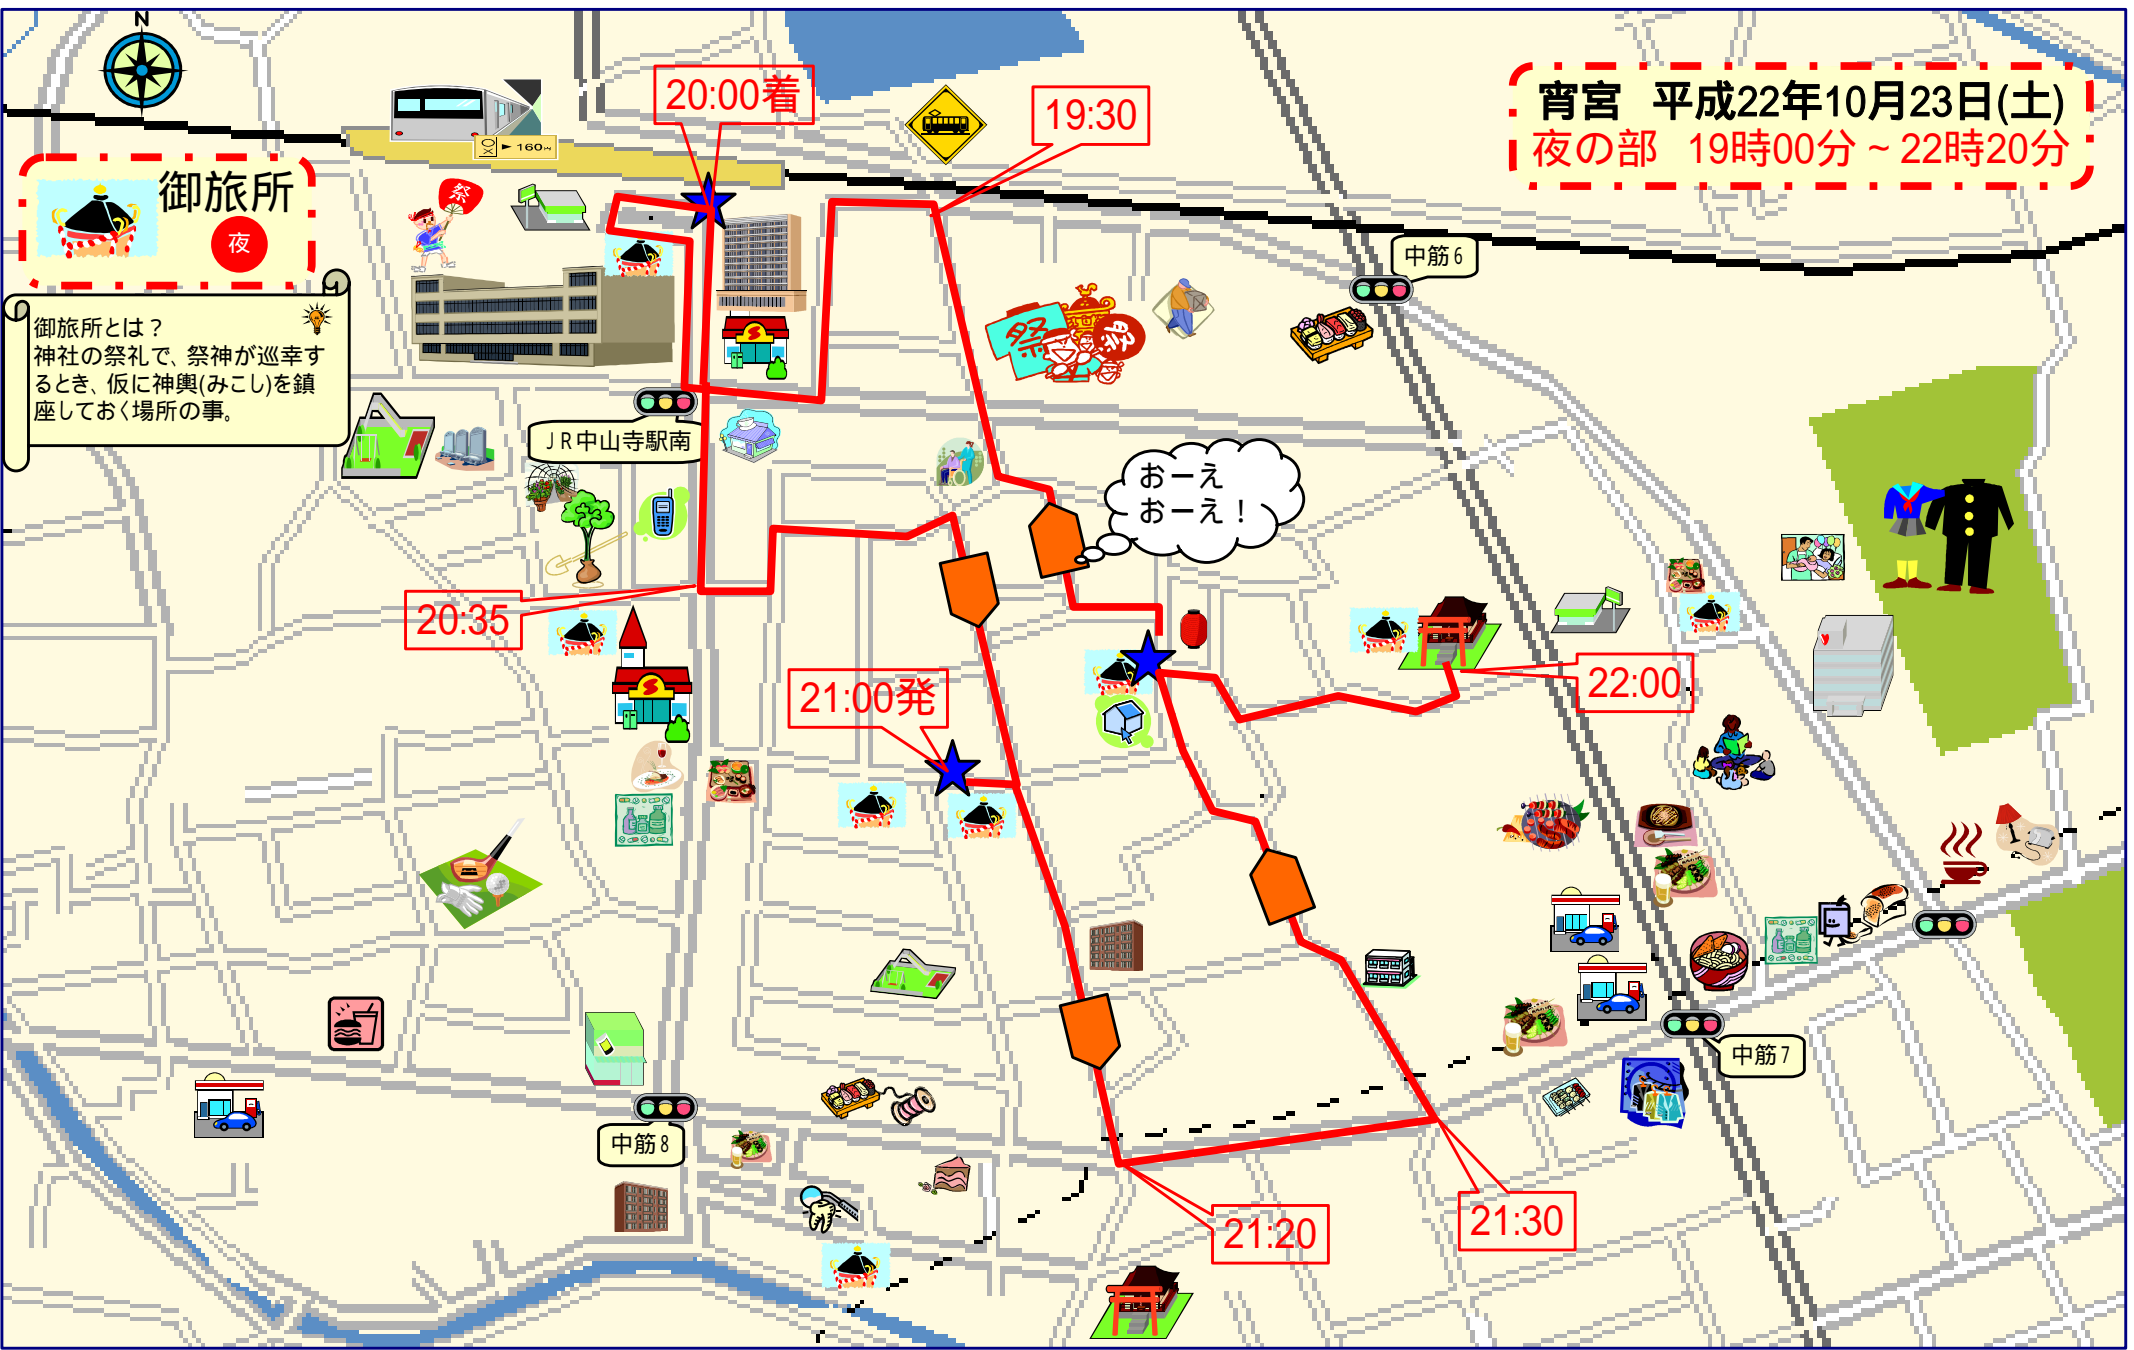 N
宵宮 平成22年10月23日(土)
夜の部 19時00分~22時20分
御旅所
夜
御旅所とは?
神社の祭礼で、祭神が巡幸す
るとき、仮に神輿(みこし)を鎮
座しておく場所の事。
祭
160
20:00着
19:30
中筋6
祭
祭
JR中山寺駅南
おーえ
おーえ!
20:35
21:00発
22:00
中筋7
中筋8
21:20
21:30